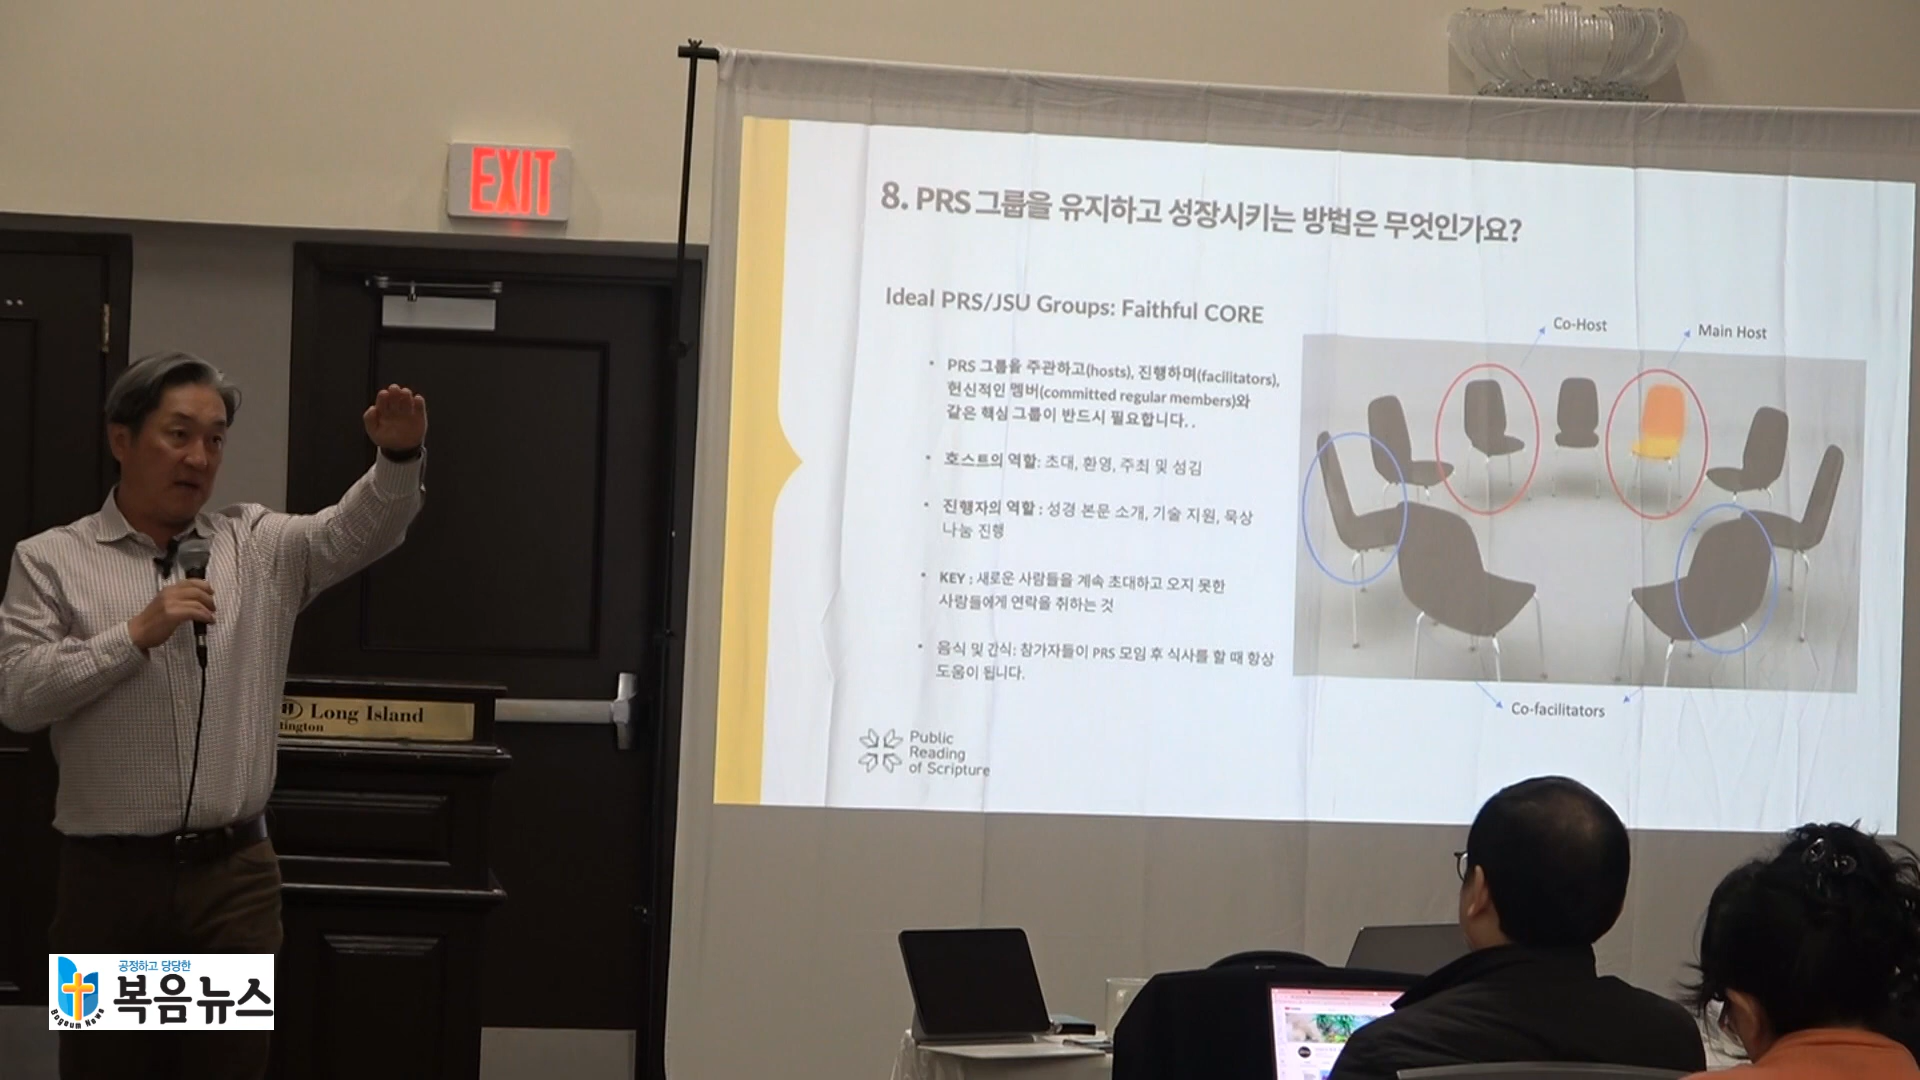 EXIT
8. PRS 그룹을 유지하고 성장시키는 방법은 무엇인가요?
Ideal PRS/JSU Groups: Faithful CORE
• PRS 그룹을 주관하고(hosts), 진행하며(facilitators),
헌신적인 멤버(committed regular members)와
같은 핵심 그룹이 반드시 필요합니다. .
• 호스트의 역할: 초대, 환영, 주최 및 섬김
• 진행자의 역할 : 성경 본문 소개, 기술 지원, 묵상
나눔 진행
• KEY : 새로운 사람들을 계속 초대하고 오지 못한
사람들에게 연락을 취하는 것
• 음식 및 간식: 참가자들이 PRS 모임 후 식사를 할 때 항상
도움이 됩니다.
Co-Host
Main Host
Co-facilitators
Public
Reading
of Scripture
H Long Island
tington
공정하고 당당한
복음뉴스
Bogeum News